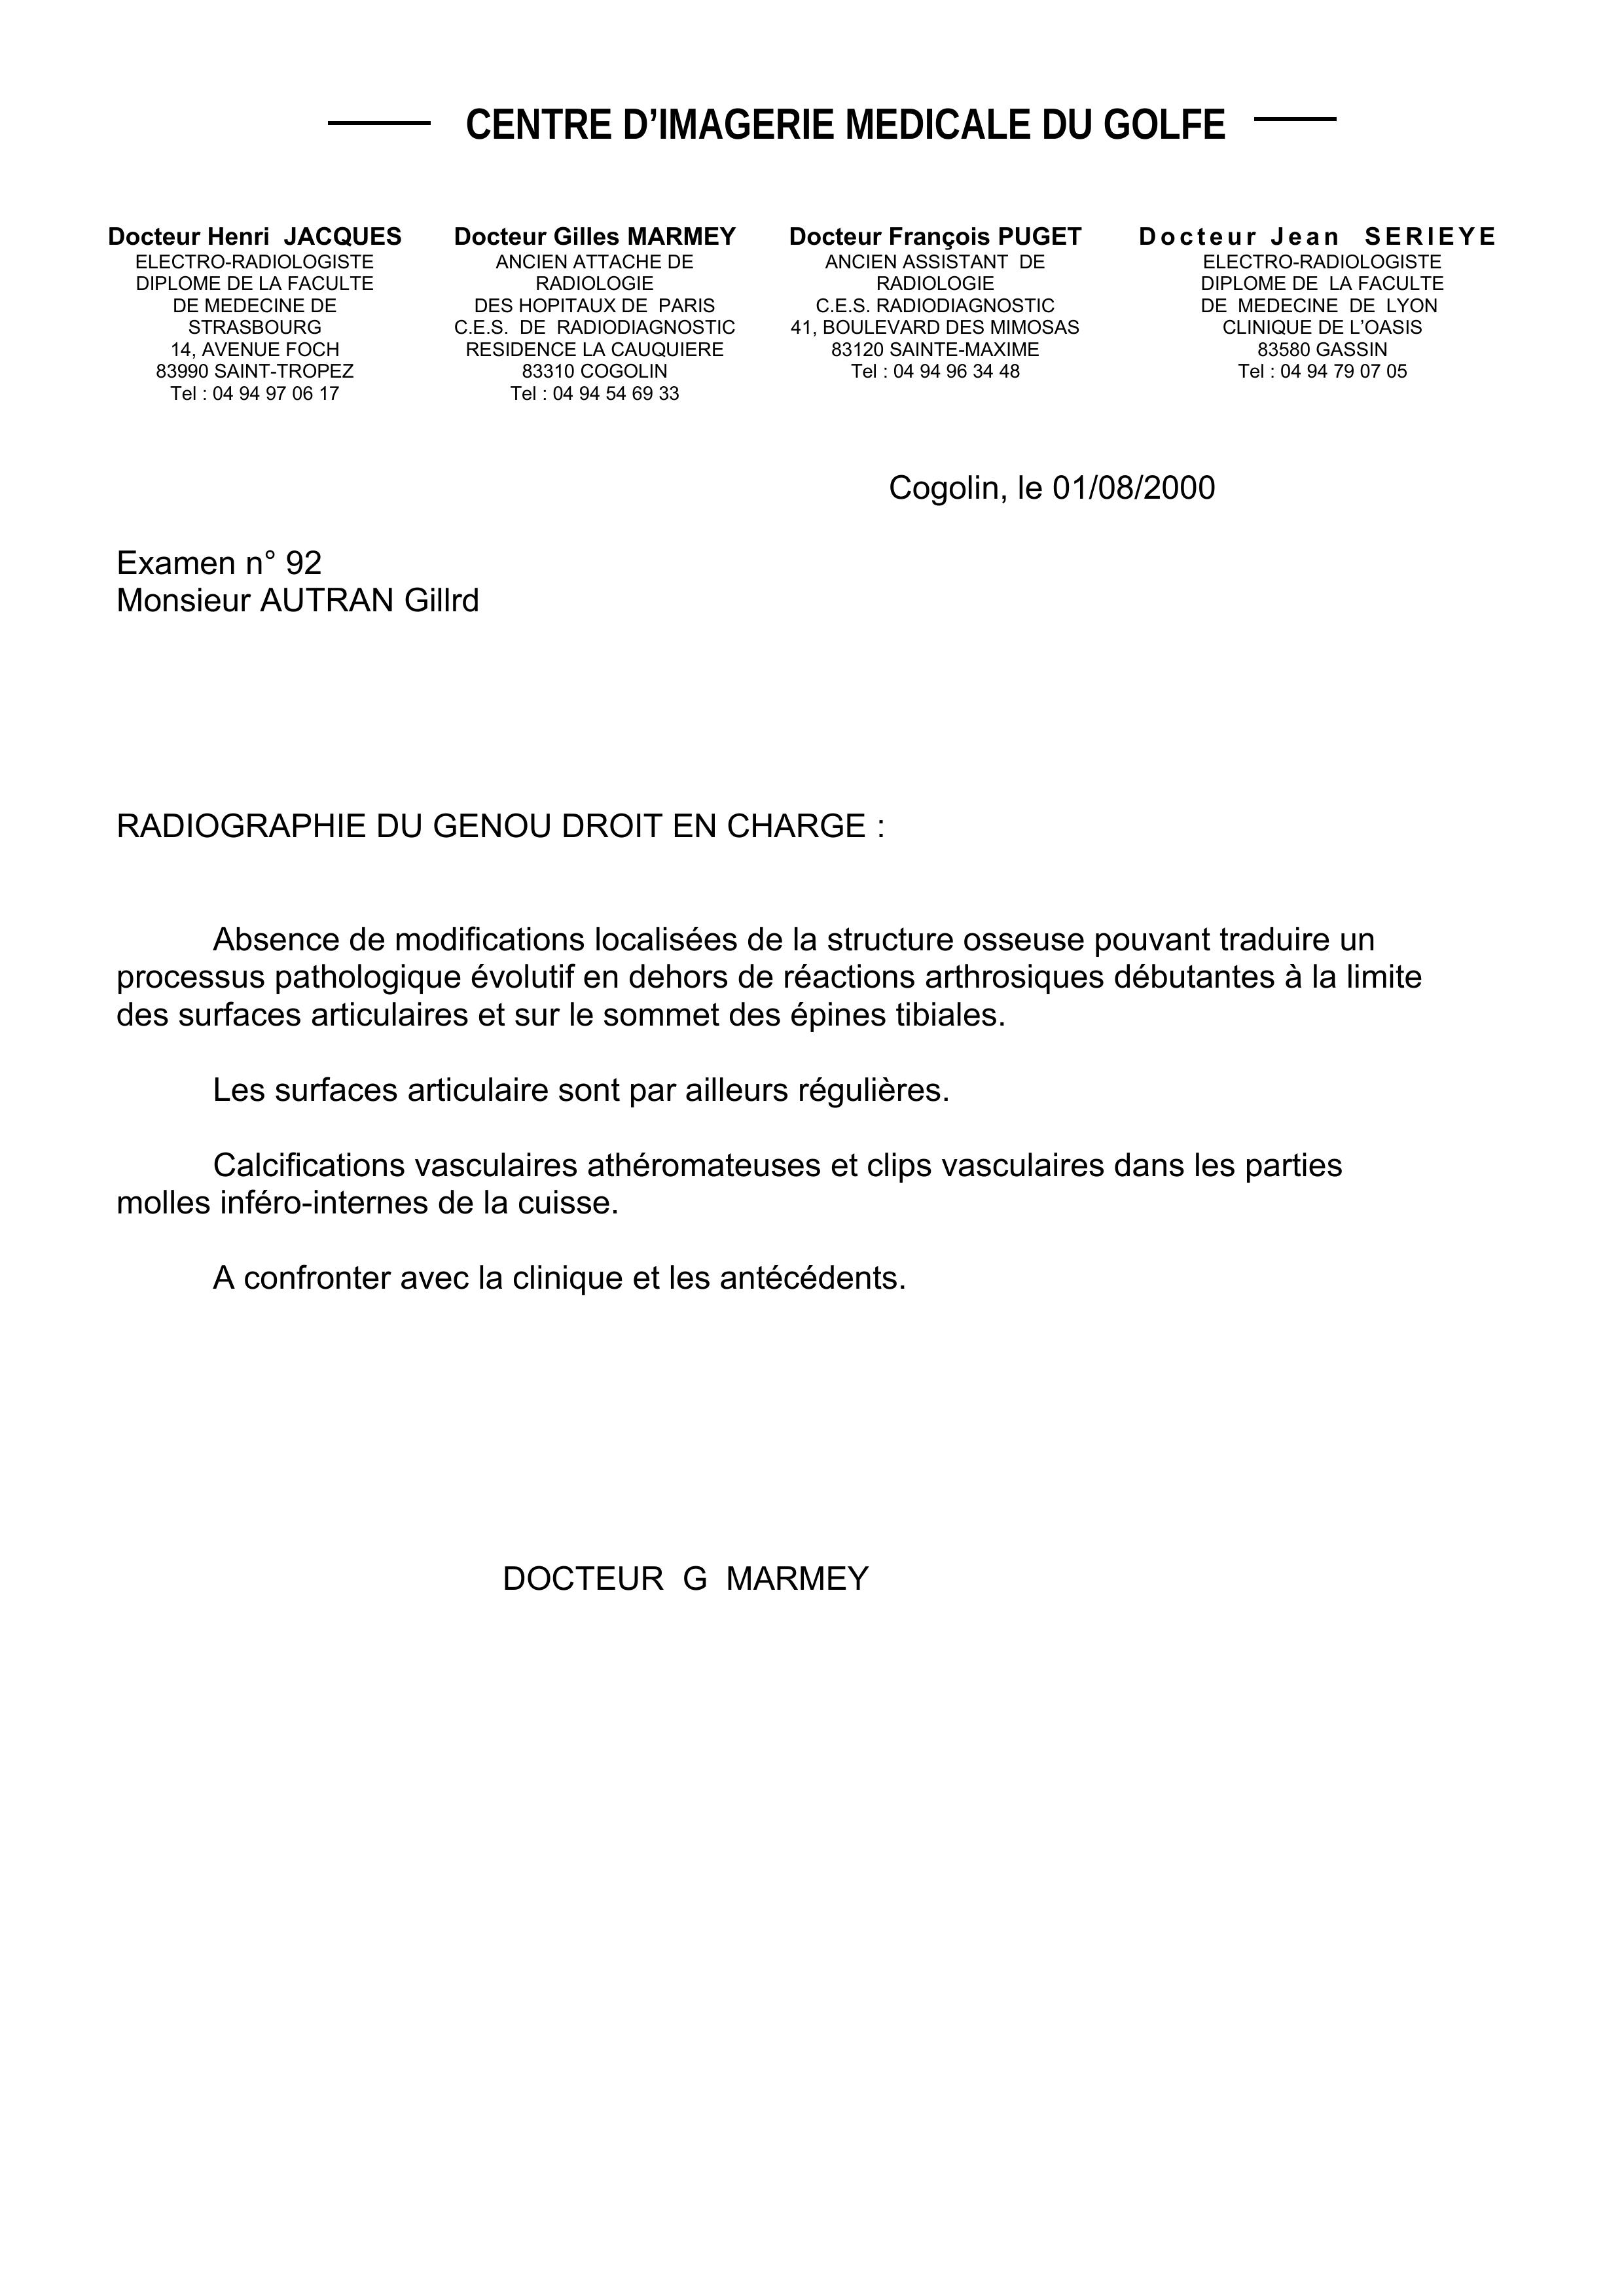 CENTRE D’IMAGERIE MEDICALE DU GOLFE
Docteur Henri JACQUES
ELECTRO-RADIOLOGISTE
DIPLOME DE LA FACULTE
DE MEDECINE DE
STRASBOURG
14, AVENUE FOCH
83990 SAINT-TROPEZ
Tel : 04 94 97 06 17
Docteur Gilles MARMEY
ANCIEN ATTACHE DE
RADIOLOGIE
DES HOPITAUX DE PARIS
C.E.S. DE RADIODIAGNOSTIC
RESIDENCE LA CAUQUIERE
83310 COGOLIN
Tel : 04 94 54 69 33
Docteur François PUGET
ANCIEN ASSISTANT DE
RADIOLOGIE
C.E.S. RADIODIAGNOSTIC
41, BOULEVARD DES MIMOSAS
83120 SAINTE-MAXIME
Tel : 04 94 96 34 48
Docteur Jean SERIEYE
ELECTRO-RADIOLOGISTE
DIPLOME DE LA FACULTE
DE MEDECINE DE LYON
CLINIQUE DE L’OASIS
83580 GASSIN
Tel : 04 94 79 07 05
Cogolin, le 01/08/2000
Examen n° 92
Monsieur AUTRAN Gillrd
RADIOGRAPHIE DU GENOU DROIT EN CHARGE :
Absence de modifications localisées de la structure osseuse pouvant traduire un
processus pathologique évolutif en dehors de réactions arthrosiques débutantes à la limite
des surfaces articulaires et sur le sommet des épines tibiales.
Les surfaces articulaire sont par ailleurs régulières.
Calcifications vasculaires athéromateuses et clips vasculaires dans les parties
molles inféro-internes de la cuisse.
A confronter avec la clinique et les antécédents.
DOCTEUR G MARMEY